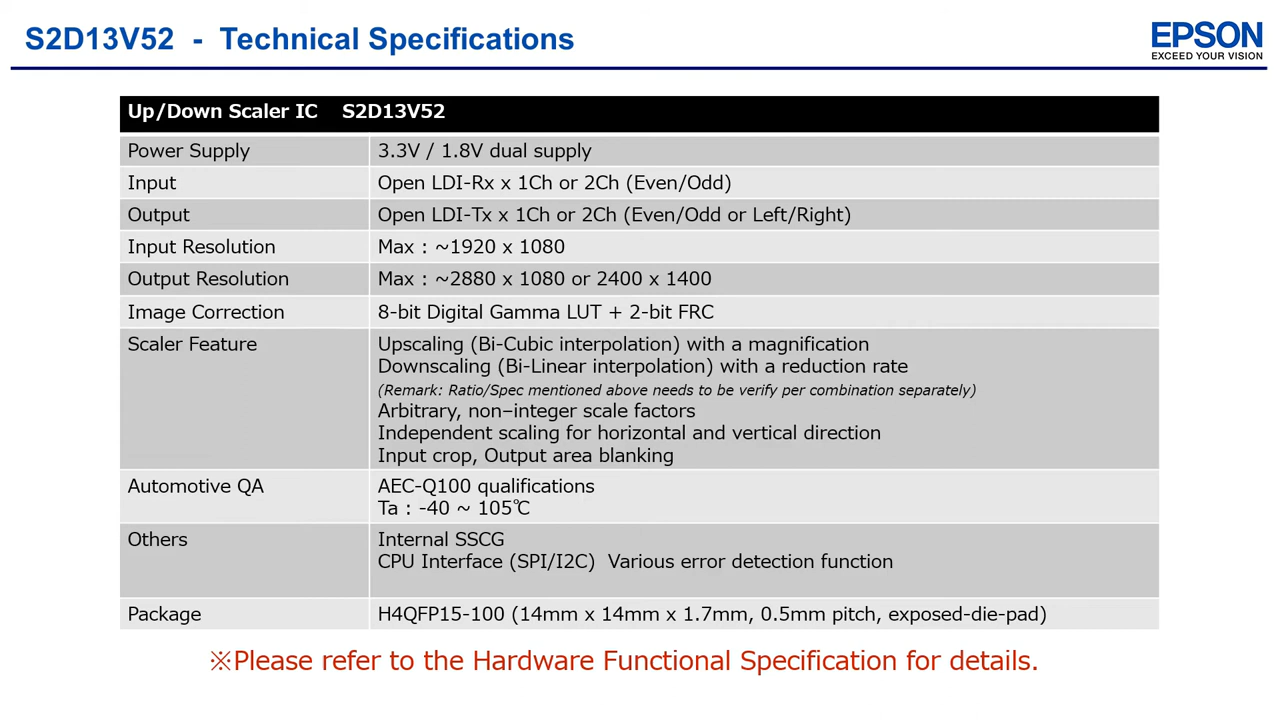 S2D13V52 - Technical Specifications
EPSON
EXCEED YOUR VISION
Up/Down Scaler IC S2D13V52
Power Supply 3.3V / 1.8V dual supply
Input Open LDI-Rx x 1Ch or 2Ch (Even/Odd)
Output Open LDI-Tx x 1Ch or 2Ch (Even/Odd or Left/Right)
Input Resolution Max : ~1920 x 1080
Output Resolution Max : ~2880 x 1080 or 2400 x 1400
Image Correction 8-bit Digital Gamma LUT + 2-bit FRC
Scaler Feature Upscaling (Bi-Cubic interpolation) with a magnification
Downscaling (Bi-Linear interpolation) with a reduction rate
(Remark: Ratio/Spec mentioned above needs to be verify per combination separately)
Arbitrary, non–integer scale factors
Independent scaling for horizontal and vertical direction
Input crop, Output area blanking
Automotive QA AEC-Q100 qualifications
Ta : -40 ~ 105℃
Others Internal SSCG
CPU Interface (SPI/I2C) Various error detection function
Package H4QFP15-100 (14mm x 14mm x 1.7mm, 0.5mm pitch, exposed-die-pad)
※Please refer to the Hardware Functional Specification for details.